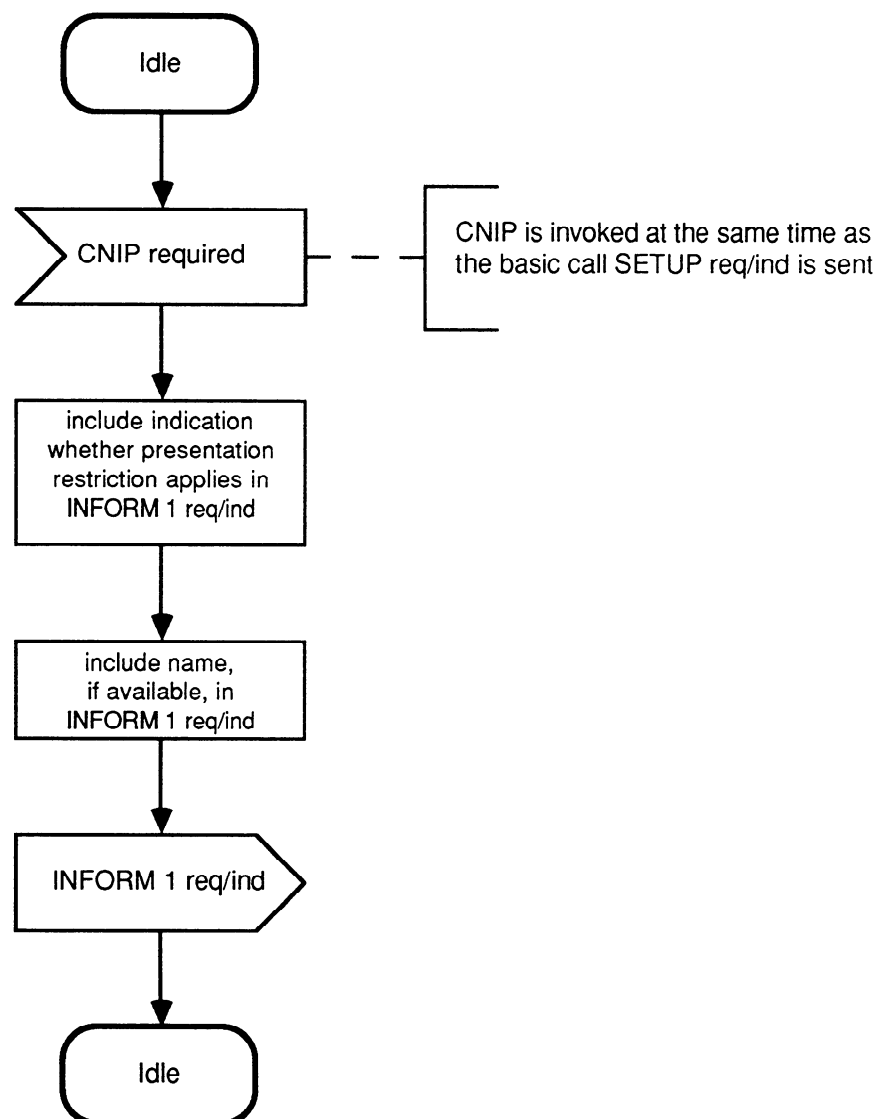 Idle
CNIP required
CNIP is invoked at the same time as
the basic call SETUP req/ind is sent
include indication
whether presentation
restriction applies in
INFORM 1 req/ind
include name,
if available, in
INFORM 1 req/ind
INFORM 1 req/ind
Idle